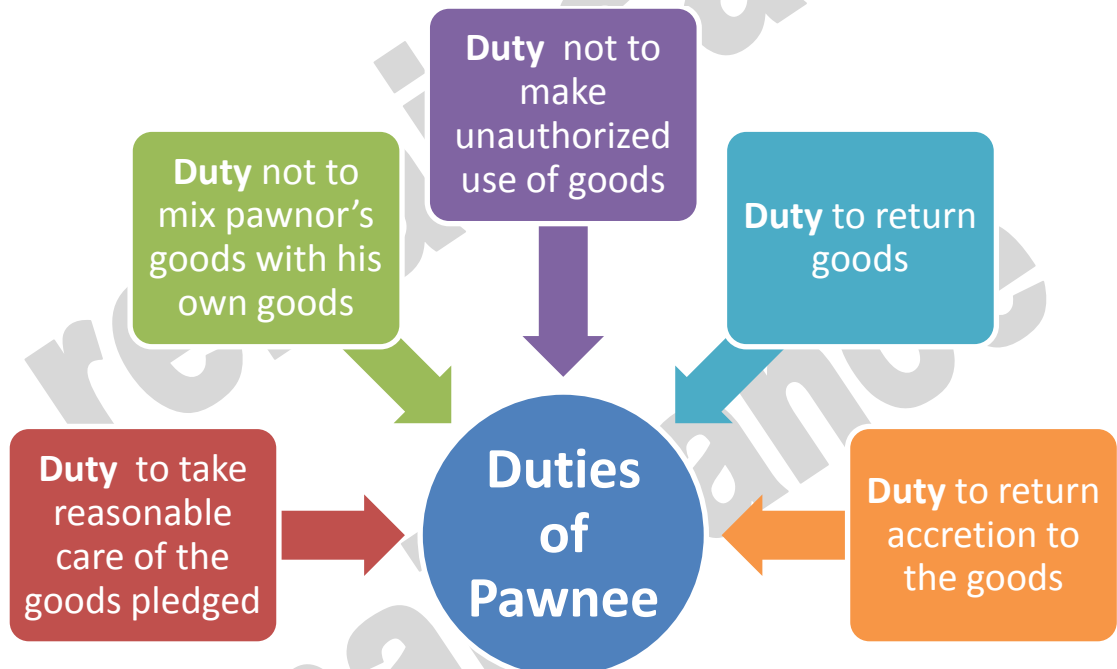 Duty not to
make
unauthorized
use of goods
Duty not to
mix pawnor’s
goods with his
own goods
Duty to return
goods
Duty to take
reasonable
care of the
goods pledged
Duties
of
Pawnee
Duty to return
accretion to
the goods